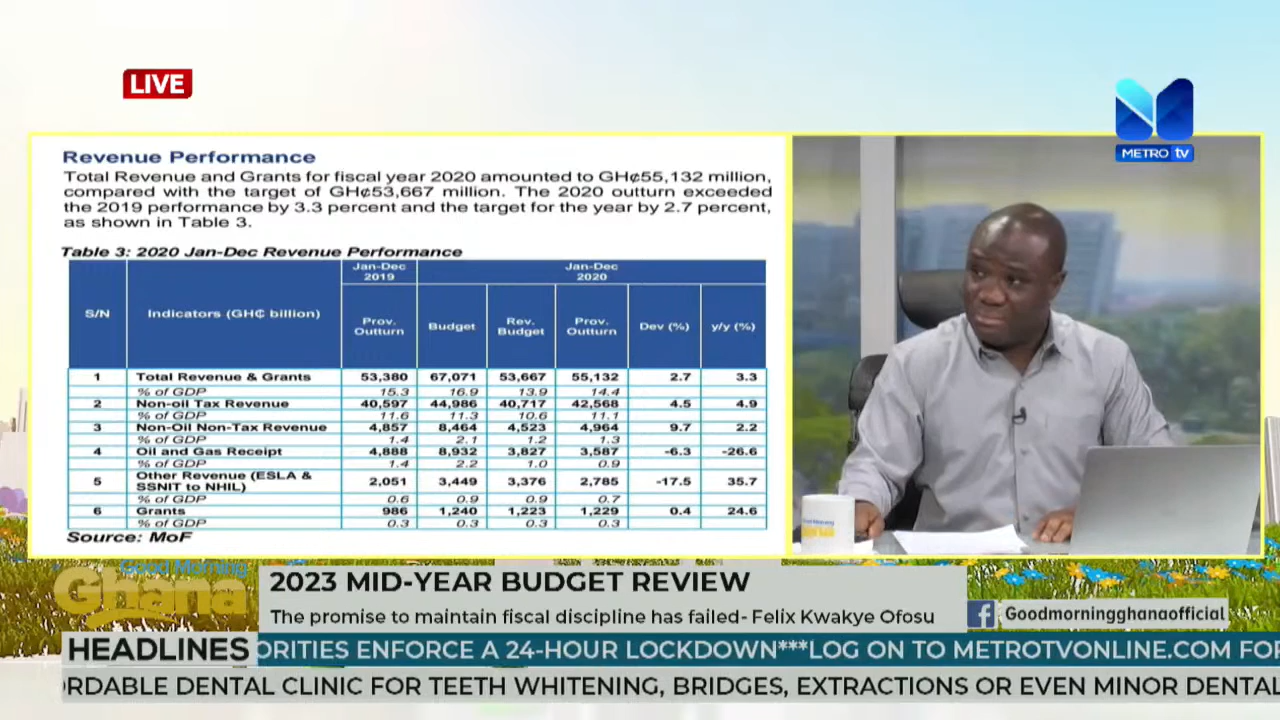 LIVE
METRO tv
Revenue Performance
Total Revenue and Grants for fiscal year 2020 amounted to GH¢55,132 million,
compared with the target of GH¢53,667 million. The 2020 outturn exceeded
the 2019 performance by 3.3 percent and the target for the year by 2.7 percent,
as shown in Table 3.
Table 3: 2020 Jan-Dec Revenue Performance
S/N Indicators (GH₵ billion) Jan-Dec 2019 Jan-Dec 2020
Prov. Outturn Budget Rev. Budget Prov. Outturn Dev (%) y/y (%)
1 Total Revenue & Grants 53,380 67,071 53,667 55,132 2.7 3.3
% of GDP 15.3 16.9 13.9 14.4
2 Non-oil Tax Revenue 40,597 44,986 40,717 42,568 4.5 4.9
% of GDP 11.6 11.3 10.6 11.1
3 Non-Oil Non-Tax Revenue 4,857 8,464 4,523 4,964 9.7 2.2
% of GDP 1.4 2.1 1.2 1.3
4 Oil and Gas Receipt 4,888 8,932 3,827 3,587 -6.3 -26.6
% of GDP 1.4 2.2 1.0 0.9
5 Other Revenue (ESLA & SSNIT to NHIL) 2,051 3,449 3,376 2,785 -17.5 35.7
% of GDP 0.6 0.9 0.9 0.7
6 Grants 986 1,240 1,223 1,229 0.4 24.6
% of GDP 0.3 0.3 0.3 0.3
Source: MoF
Good Morning
Ghana
2023 MID-YEAR BUDGET REVIEW
The promise to maintain fiscal discipline has failed- Felix Kwakye Ofosu
Goodmorningghanaofficial
HEADLINES
ORITIES ENFORCE A 24-HOUR LOCKDOWN***LOG ON TO METROTVONLINE.COM FOR
RDABLE DENTAL CLINIC FOR TEETH WHITENING, BRIDGES, EXTRACTIONS OR EVEN MINOR DENTAL